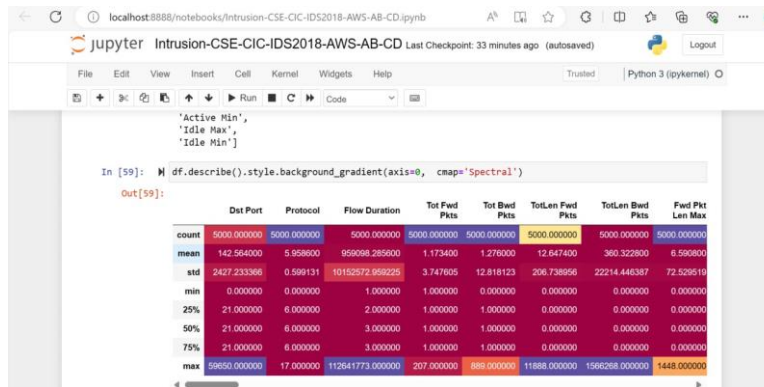 localhost:8888/notebooks/Intrusion-CSE-CIC-IDS2018-AWS-AB-CD.ipynb
jupyter Intrusion-CSE-CIC-IDS2018-AWS-AB-CD Last Checkpoint: 33 minutes ago (autosaved) Logout
File Edit View Insert Cell Kernel Widgets Help Trusted Python 3 (ipykernel)
Run Code
'Active Min',
'Idle Max',
'Idle Min']
In [59]: df.describe().style.background_gradient(axis=0, cmap='Spectral')
Out[59]:
Dst Port Protocol Flow Duration Tot Fwd Pkts Tot Bwd Pkts TotLen Fwd Pkts TotLen Bwd Pkts Fwd Pkt Len Max
count 5000.000000 5000.000000 5000.000000 5000.000000 5000.000000 5000.000000 5000.000000 5000.000000
mean 142.564000 5.958600 959098.285600 1.173400 1.276000 12.647400 360.322800 6.590800
std 2427.233366 0.599131 10152572.959225 3.747605 12.818123 206.738956 22214.446387 72.529519
min 0.000000 0.000000 1.000000 1.000000 0.000000 0.000000 0.000000 0.000000
25% 21.000000 6.000000 2.000000 1.000000 1.000000 0.000000 0.000000 0.000000
50% 21.000000 6.000000 3.000000 1.000000 1.000000 0.000000 0.000000 0.000000
75% 21.000000 6.000000 3.000000 1.000000 1.000000 0.000000 0.000000 0.000000
max 59650.000000 17.000000 112641773.000000 207.000000 889.000000 11888.000000 1566268.000000 1448.000000